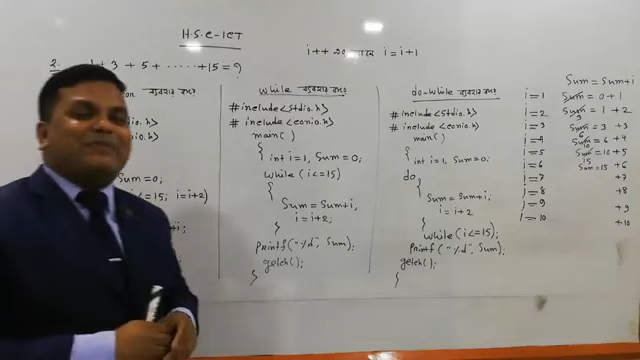 H.S.C-ICT
i++ এর মানে i=i+1
2. 1 + 3 + 5 + ...... +15 = ?
ব্যবহার করে
Sum=0;
<=15; i=i+2)
+i;
while ব্যবহার করে
#include<stdio.h>
#include <conio.h>
main()
{
int i=1, Sum=0;
while (i<=15)
{
Sum=Sum+i,
i=i+2;
}
printf("%d", Sum);
getch();
}
do-while ব্যবহার করে
#include<stdio.h>
#include <conio.h>
main()
{
int i=1, Sum=0;
do
{
Sum=Sum+i,
i=i+2
}
while(i<=15);
printf("%d", Sum);
getch();
}
i=1
i=2
i=3
i=4
i=5
i=6
i=7
i=8
i=9
i=10
Sum=Sum+i
Sum = 0+1
Sum = 1+2
Sum = 3+3
Sum = 6+4
Sum = 10+5
Sum=15 +6
+7
+8
+9
+10